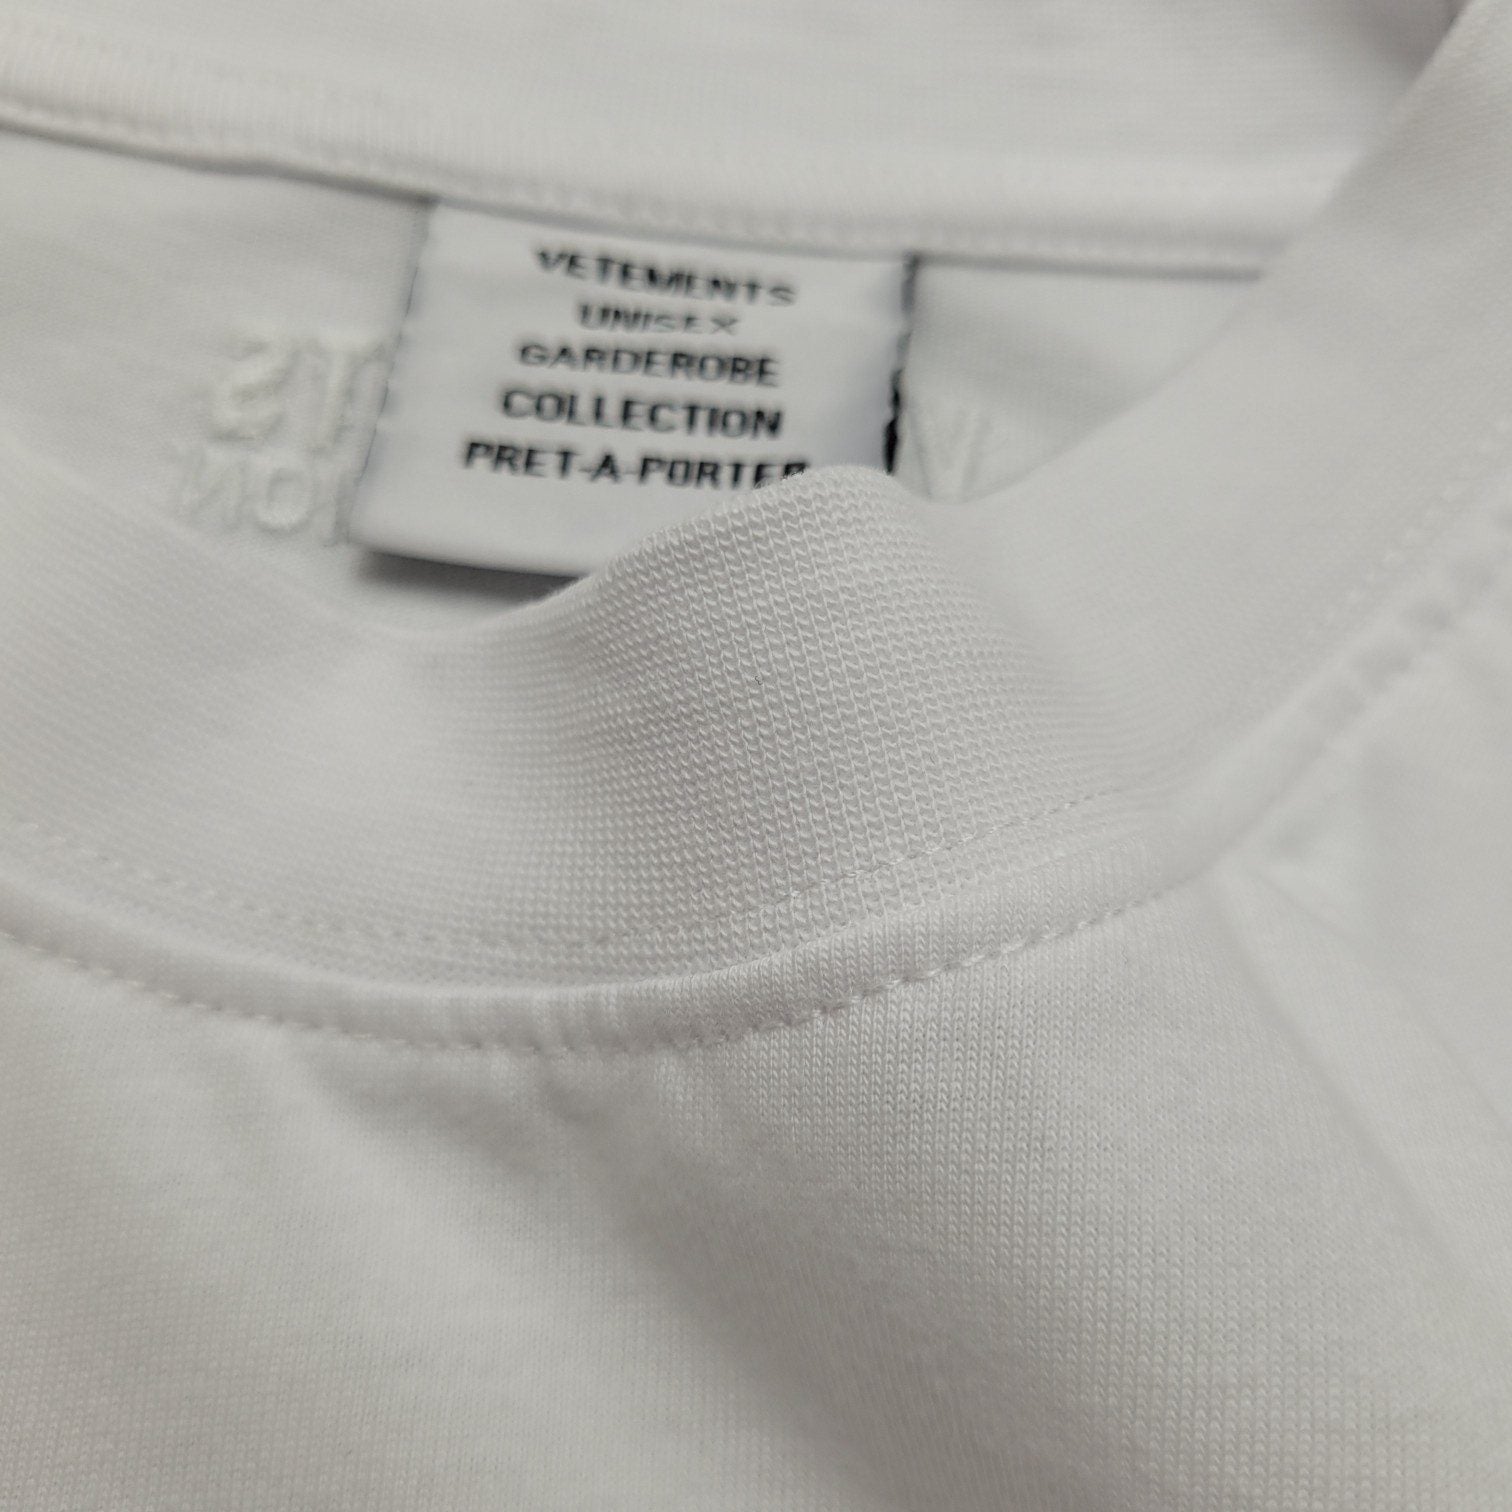 VETEMENTS
UNISEX
GARDEROBE
COLLECTION
PRET-A-PORTER